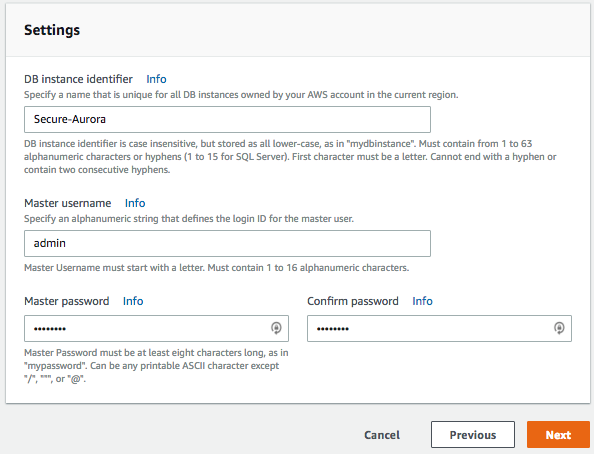 Settings
DB instance identifier Info
Specify a name that is unique for all DB instances owned by your AWS account in the current region.
Secure-Aurora
DB instance identifier is case insensitive, but stored as all lower-case, as in "mydbinstance". Must contain from 1 to 63
alphanumeric characters or hyphens (1 to 15 for SQL Server). First character must be a letter. Cannot end with a hyphen or
contain two consecutive hyphens.
Master username Info
Specify an alphanumeric string that defines the login ID for the master user.
admin
Master Username must start with a letter. Must contain 1 to 16 alphanumeric characters.
Master password Info Confirm password Info
•••••••• ••••••••
Master Password must be at least eight characters long, as in
"mypassword". Can be any printable ASCII character except
"/", """, or "@".
Cancel Previous Next